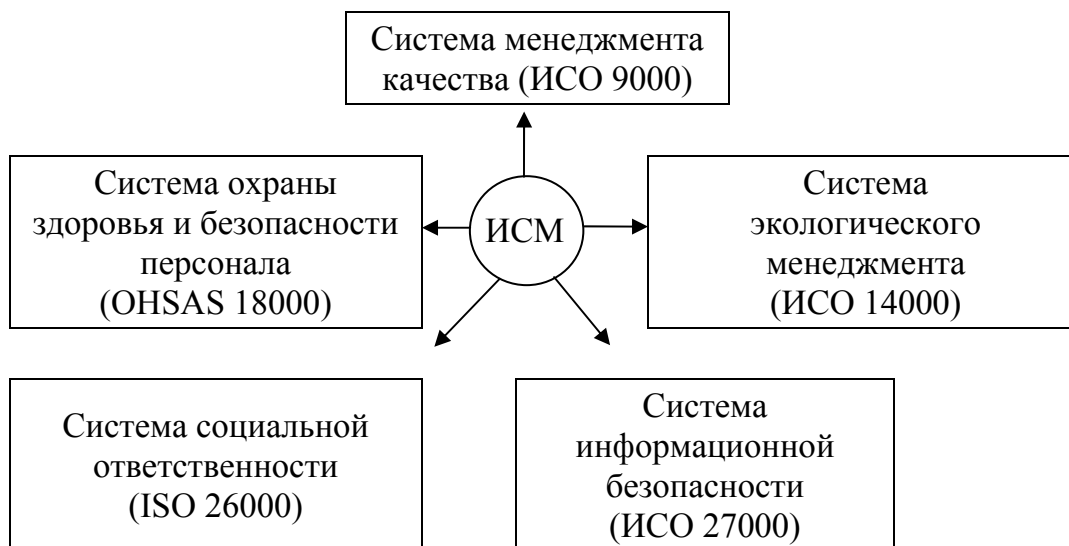 Система менеджмента
качества (ИСО 9000)
Система охраны
здоровья и безопасности
персонала
(OHSAS 18000)
ИСМ
Система
экологического
менеджмента
(ИСО 14000)
Система социальной
ответственности
(ISO 26000)
Система
информационной
безопасности
(ИСО 27000)